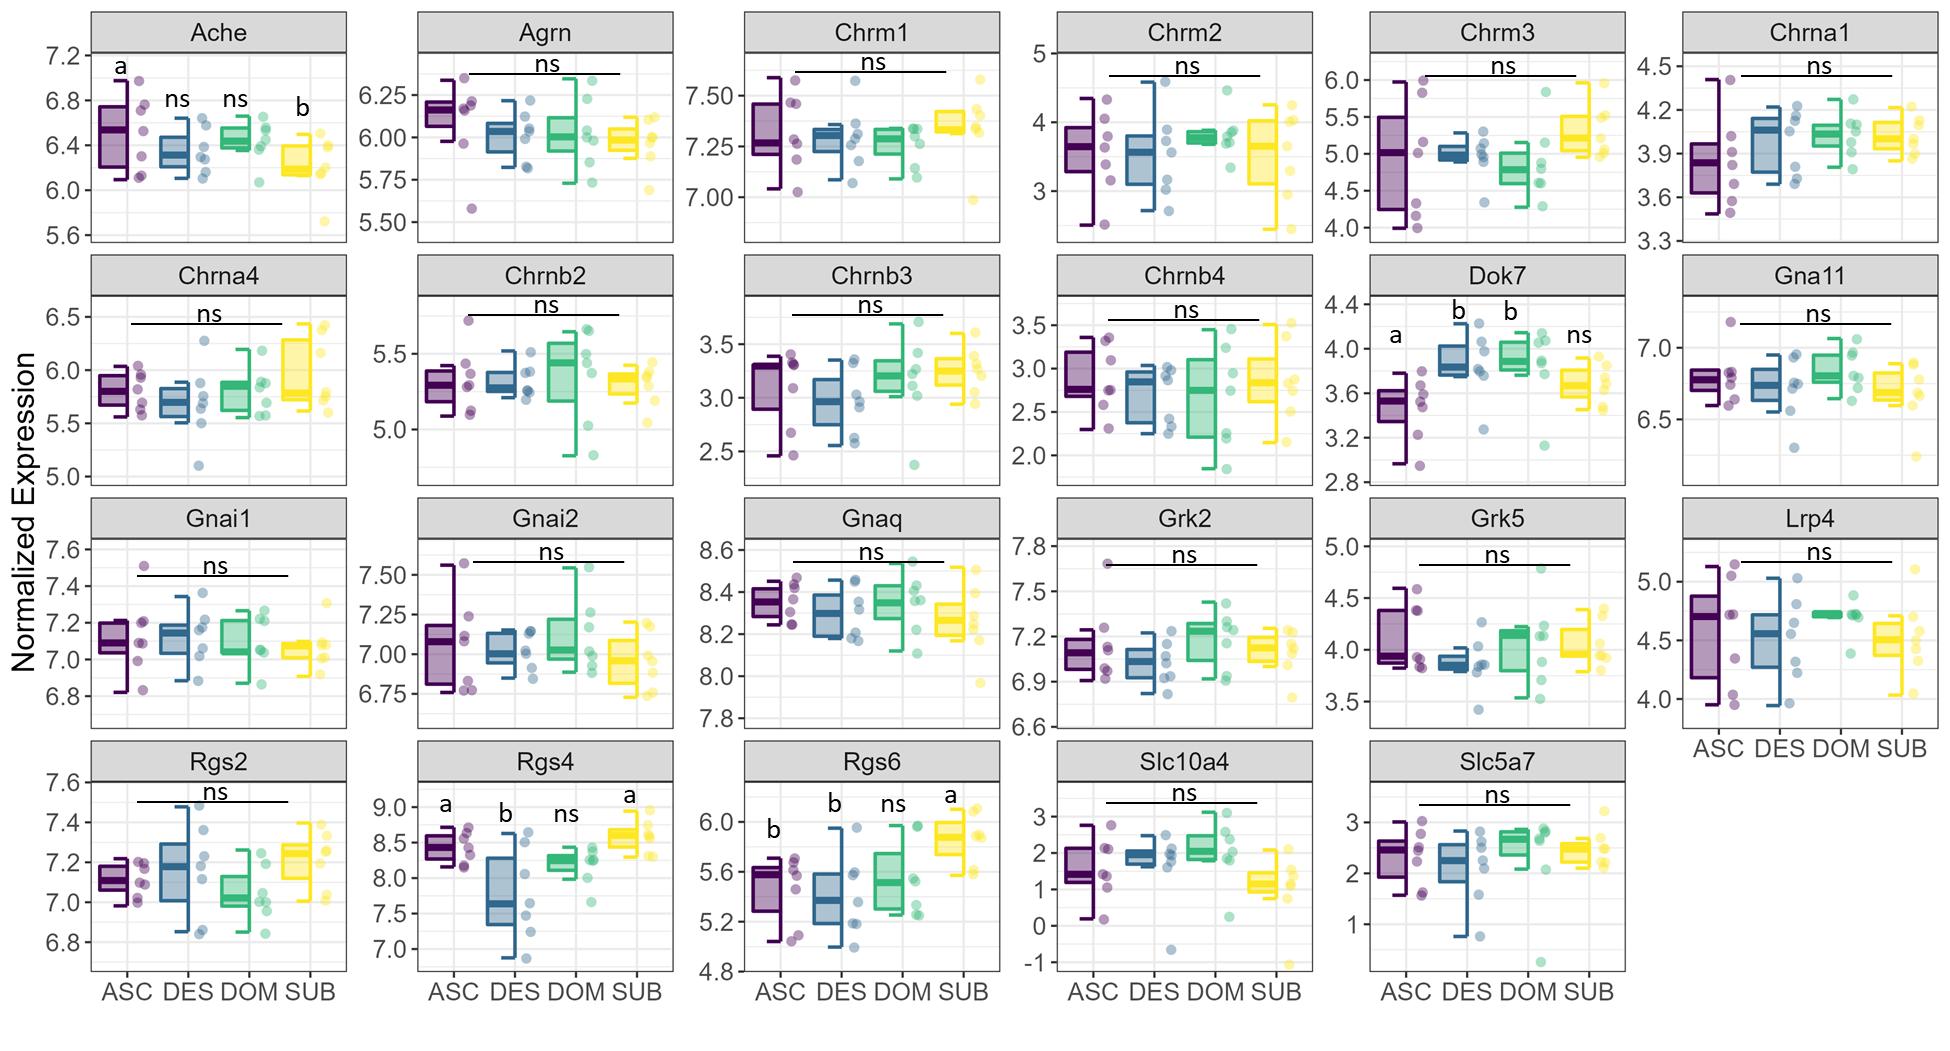 Normalized Expression
Ache
7.2
6.8
6.4
6.0
5.6
a
ns
ns
b
Agrn
6.25
6.00
5.75
5.50
ns
Chrm1
7.50
7.25
7.00
ns
Chrm2
5
4
3
ns
Chrm3
6.0
5.5
5.0
4.5
4.0
ns
Chrna1
4.5
4.2
3.9
3.6
3.3
ns
Chrna4
6.5
6.0
5.5
5.0
ns
Chrnb2
5.5
5.0
ns
Chrnb3
3.5
3.0
2.5
ns
Chrnb4
3.5
3.0
2.5
2.0
ns
Dok7
4.4
4.0
3.6
3.2
2.8
a
b
b
ns
Gna11
7.0
6.5
ns
Gnai1
7.6
7.4
7.2
7.0
6.8
ns
Gnai2
7.50
7.25
7.00
6.75
ns
Gnaq
8.6
8.4
8.2
8.0
7.8
ns
Grk2
7.8
7.5
7.2
6.9
6.6
ns
Grk5
5.0
4.5
4.0
3.5
ns
Lrp4
5.0
4.5
4.0
ns
ASC DES DOM SUB
Rgs2
7.6
7.4
7.2
7.0
6.8
ns
ASC DES DOM SUB
Rgs4
9.0
8.5
8.0
7.5
7.0
a
b
ns
a
ASC DES DOM SUB
Rgs6
6.0
5.6
5.2
4.8
b
b
ns
a
ASC DES DOM SUB
Slc10a4
3
2
1
0
-1
ns
ASC DES DOM SUB
Slc5a7
3
2
1
ns
ASC DES DOM SUB